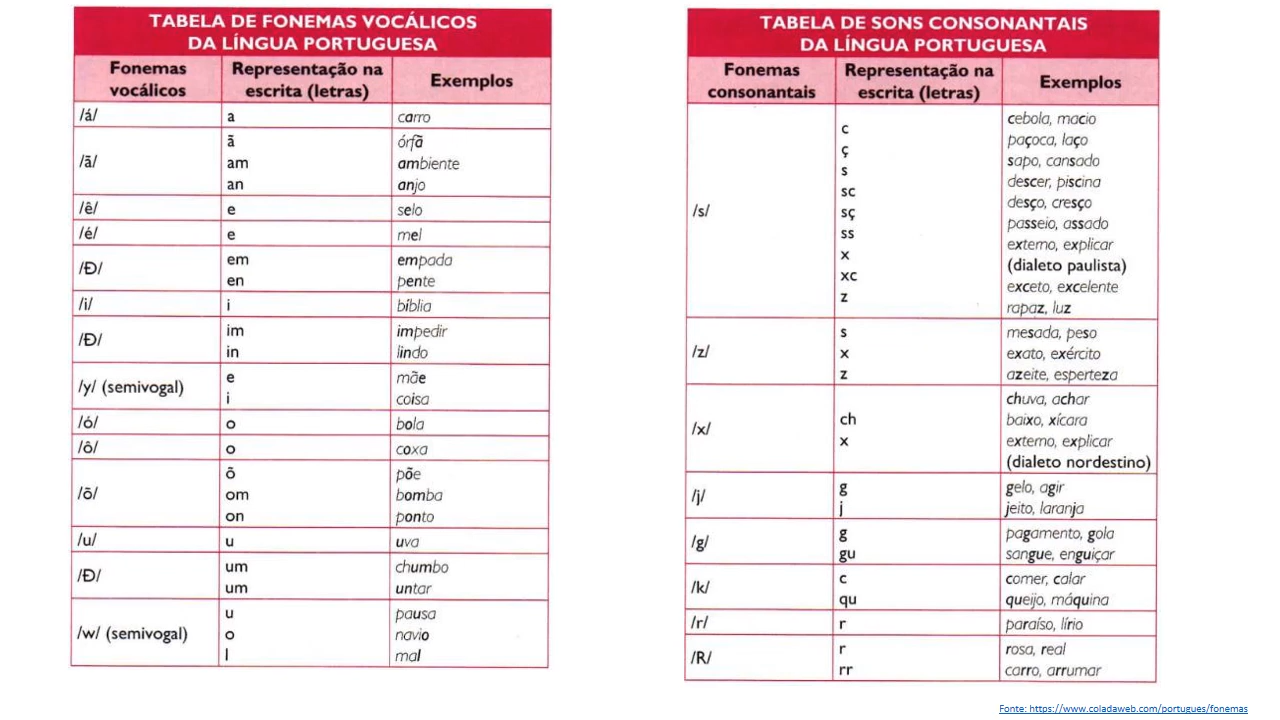 TABELA DE FONEMAS VOCÁLICOS
DA LÍNGUA PORTUGUESA
Fonemas vocálicos Representação na escrita (letras) Exemplos
/á/ a carro
/ã/ ã órfã
am ambiente
an anjo
/ê/ e selo
/é/ e mel
/Ð/ em empada
en pente
/i/ i bíblia
/Ð/ im impedir
in lindo
/y/ (semivogal) e mãe
i coisa
/ó/ o bola
/ô/ o coxa
/õ/ õ põe
om bomba
on ponto
/u/ u uva
/Ð/ um chumbo
um untar
/w/ (semivogal) u pausa
o navio
l mal
TABELA DE SONS CONSONANTAIS
DA LÍNGUA PORTUGUESA
Fonemas consonantais Representação na escrita (letras) Exemplos
/s/ c cebola, macio
ç paçoca, laço
s sapo, cansado
sc descer, piscina
sç desço, cresço
ss passeio, assado
x externo, explicar
(dialeto paulista)
xc exceto, excelente
z rapaz, luz
/z/ s mesada, peso
x exato, exército
z azeite, esperteza
/x/ ch chuva, achar
x baixo, xícara
externo, explicar
(dialeto nordestino)
/j/ g gelo, agir
j jeito, laranja
/g/ g pagamento, gola
gu sangue, enguiçar
/k/ c comer, calar
qu queijo, máquina
/r/ r paraíso, lírio
/R/ r rosa, real
rr carro, arrumar
Fonte: https://www.coladaweb.com/portugues/fonemas